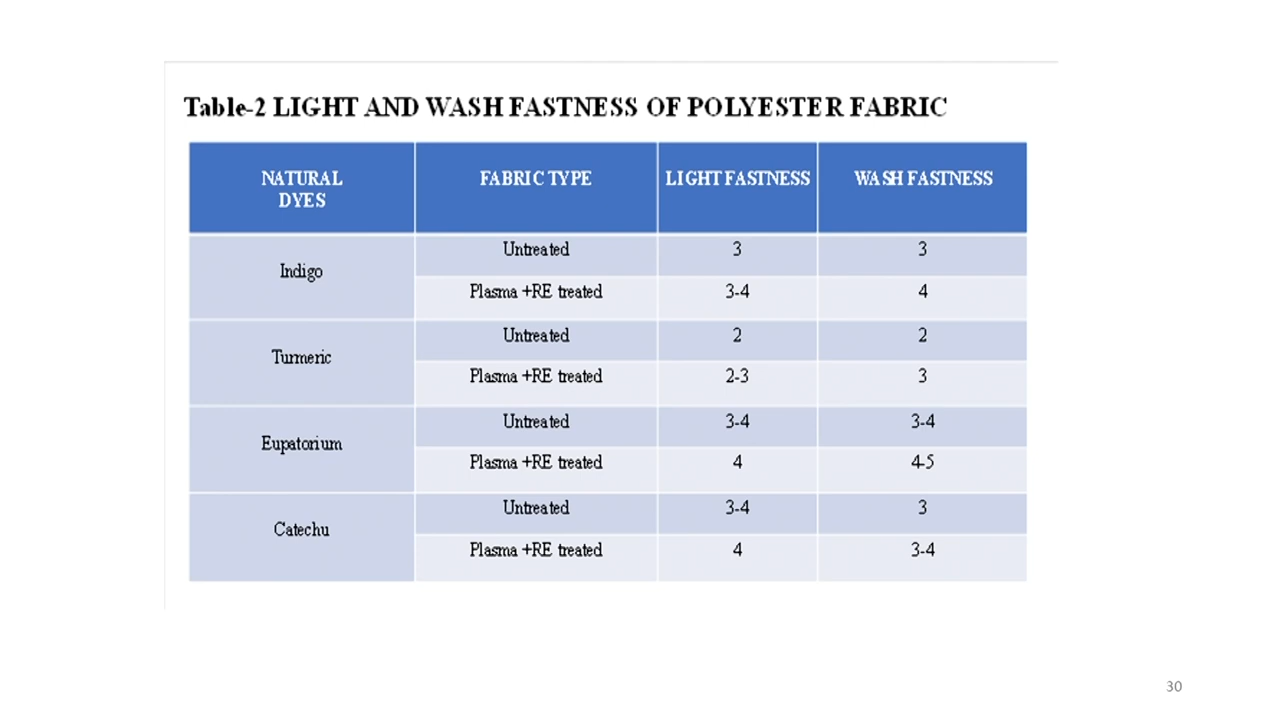 Table-2 LIGHT AND WASH FASTNESS OF POLYESTER FABRIC
NATURAL DYES FABRIC TYPE LIGHT FASTNESS WASH FASTNESS
Indigo Untreated 3 3
Plasma +RE treated 3-4 4
Turmeric Untreated 2 2
Plasma +RE treated 2-3 3
Eupatorium Untreated 3-4 3-4
Plasma +RE treated 4 4-5
Catechu Untreated 3-4 3
Plasma +RE treated 4 3-4
30